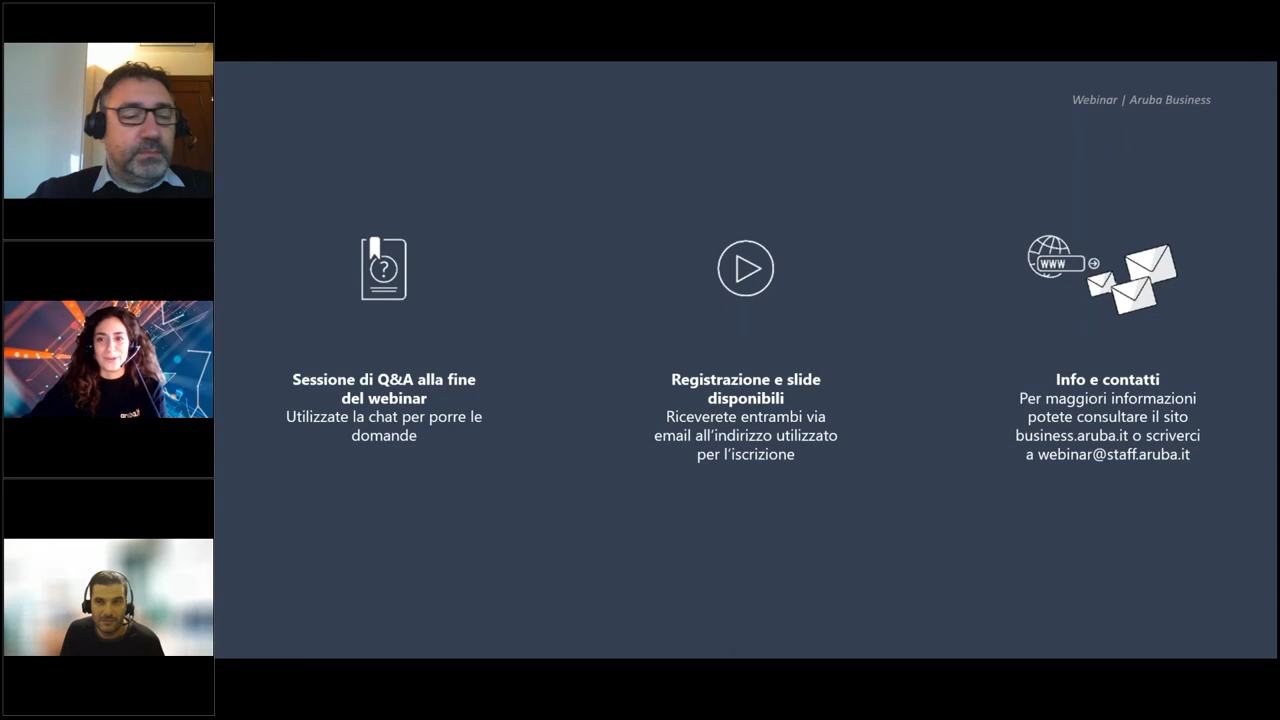 Webinar | Aruba Business
WWW
Sessione di Q&A alla fine
del webinar
Utilizzate la chat per porre le
domande
Registrazione e slide
disponibili
Riceverete entrambi via
email all’indirizzo utilizzato
per l’iscrizione
Info e contatti
Per maggiori informazioni
potete consultare il sito
business.aruba.it o scriverci
a webinar@staff.aruba.it